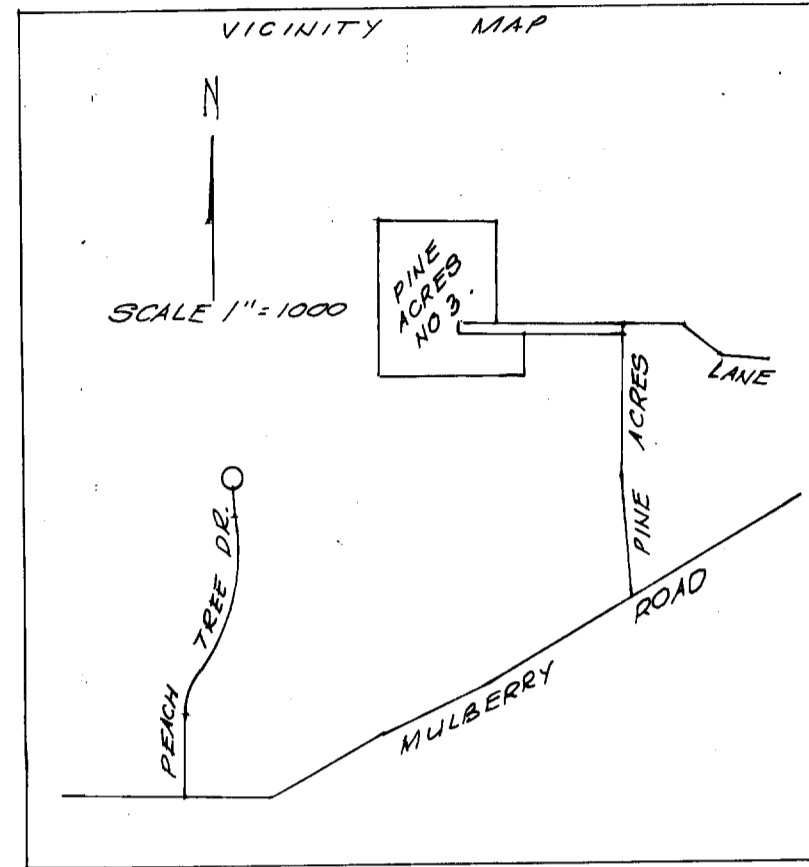 VICINITY MAP
N
SCALE 1"=1000
PINE
ACRES
NO 3.
LANE
PINE ACRES
PEACH TREE DR.
MULBERRY ROAD